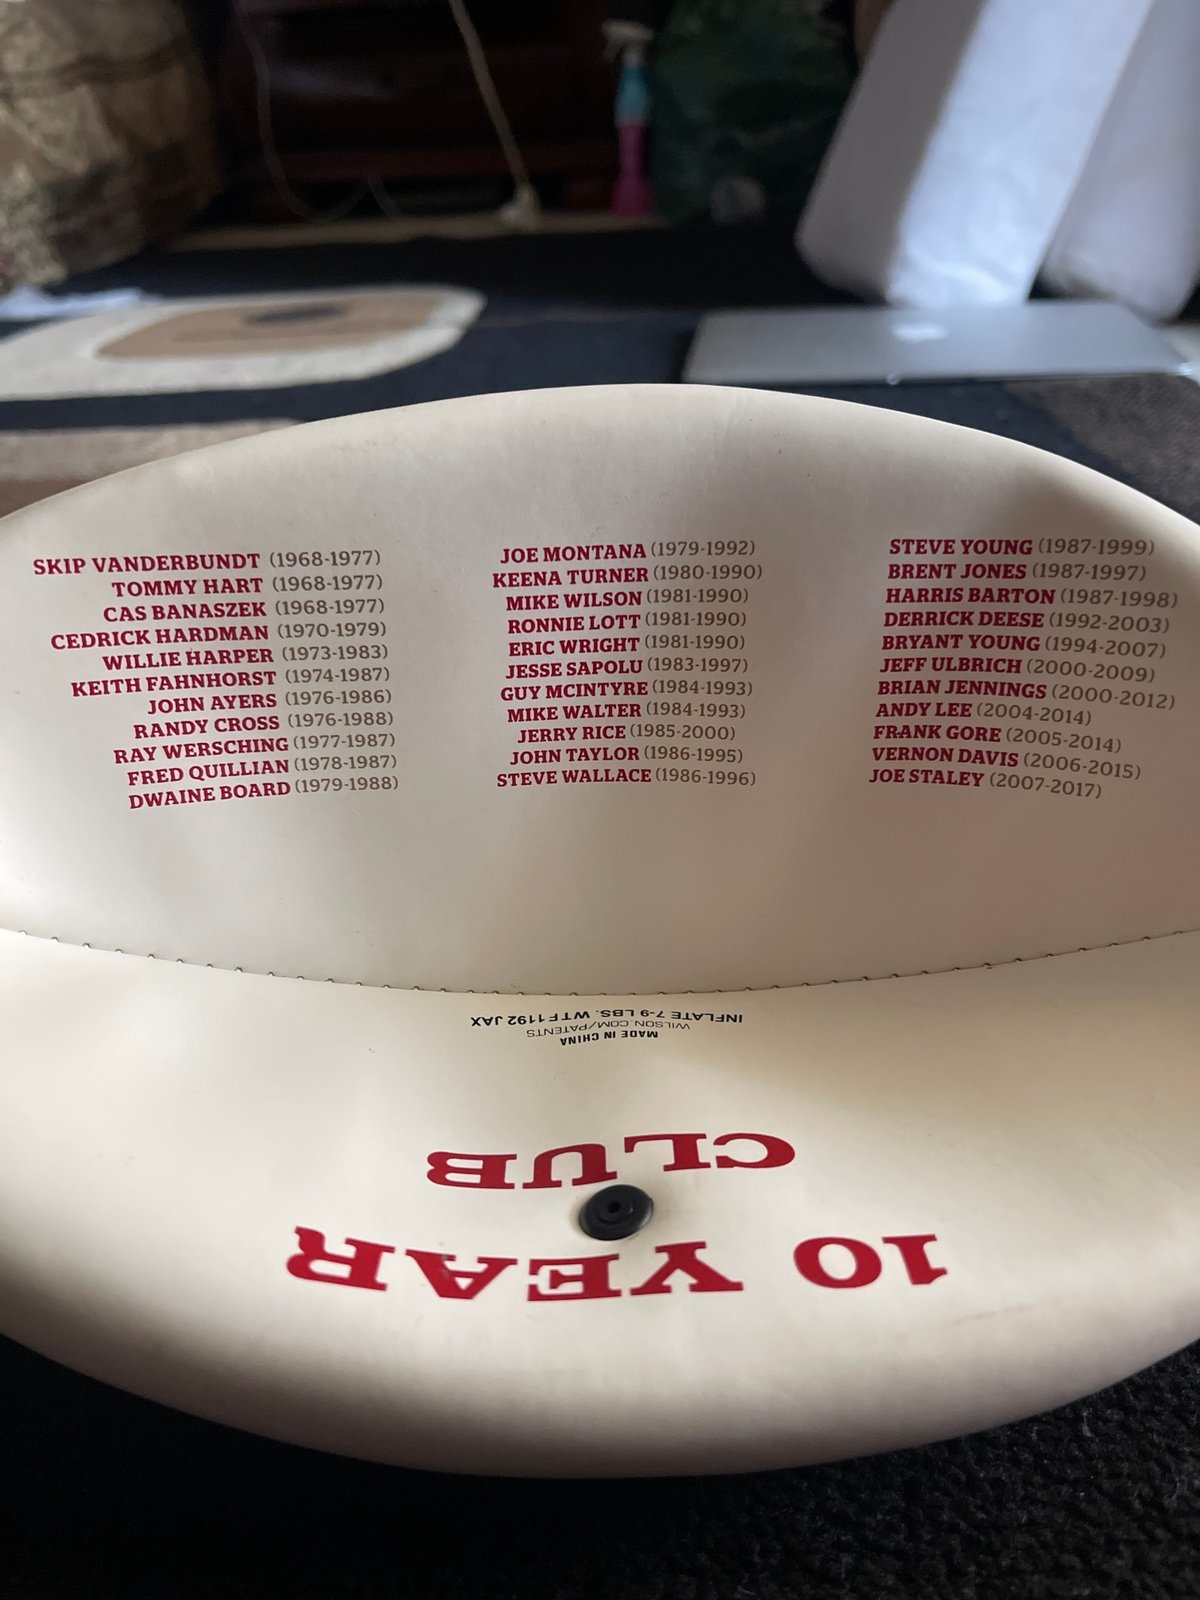 SKIP VANDERBUNDT (1968-1977)
TOMMY HART (1968-1977)
CAS BANASZEK (1968-1977)
CEDRICK HARDMAN (1970-1979)
WILLIE HARPER (1973-1983)
KEITH FAHNHORST (1974-1987)
JOHN AYERS (1976-1986)
RANDY CROSS (1976-1988)
RAY WERSCHING (1977-1987)
FRED QUILLIAN (1978-1987)
DWAINE BOARD (1979-1988)
JOE MONTANA (1979-1992)
KEENA TURNER (1980-1990)
MIKE WILSON (1981-1990)
RONNIE LOTT (1981-1990)
ERIC WRIGHT (1981-1990)
JESSE SAPOLU (1983-1997)
GUY MCINTYRE (1984-1993)
MIKE WALTER (1984-1993)
JERRY RICE (1985-2000)
JOHN TAYLOR (1986-1995)
STEVE WALLACE (1986-1996)
STEVE YOUNG (1987-1999)
BRENT JONES (1987-1997)
HARRIS BARTON (1987-1998)
DERRICK DEESE (1992-2003)
BRYANT YOUNG (1994-2007)
JEFF ULBRICH (2000-2009)
BRIAN JENNINGS (2000-2012)
ANDY LEE (2004-2014)
FRANK GORE (2005-2014)
VERNON DAVIS (2006-2015)
JOE STALEY (2007-2017)
10 YEAR
CLUB
MADE IN CHINA
WILSON.COM/PATENTS
INFLATE 7-9 LBS. WTF1192 JAX